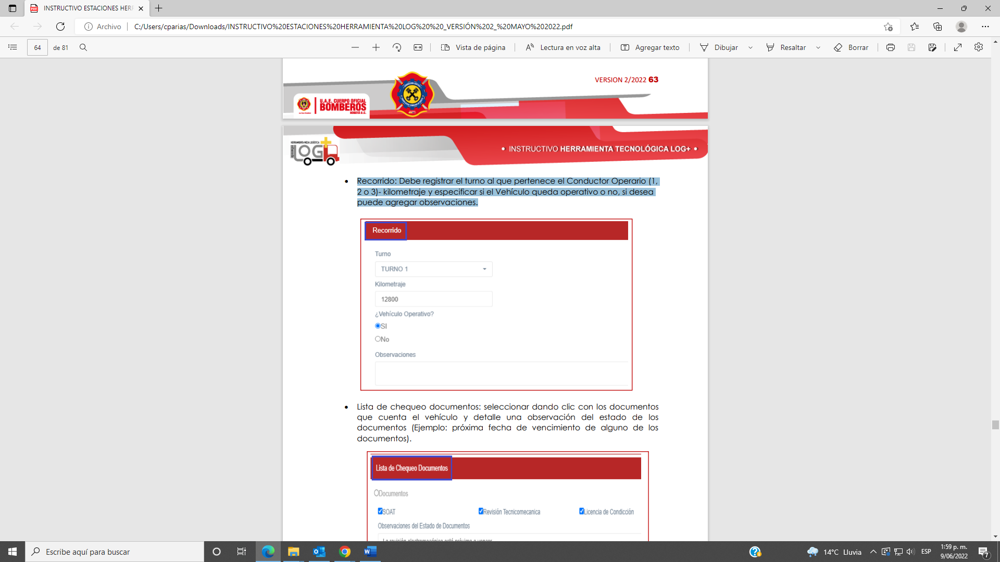 INSTRUCTIVO ESTACIONES HERR
Archivo
C:/Users/cparias/Downloads/INSTRUCTIVO%20ESTACIONES%20HERRAMIENTA%20LOG%20%20_VERSIÓN%202_%20MAYO%202022.pdf
64 de 81
Vista de página
Lectura en voz alta
Agregar texto
Dibujar
Resaltar
Borrar
VERSION 2/2022 63
U.A.E. CUERPO OFICIAL
BOMBEROS
BOGOTÁ D.C.
HERRAMIENTA MESA LOGÍSTICA
LOG
• INSTRUCTIVO HERRAMIENTA TECNOLÓGICA LOG+ •
• Recorrido: Debe registrar el turno al que pertenece el Conductor Operario (1,
2 o 3)- kilometraje y especificar si el Vehículo queda operativo o no, si desea
puede agregar observaciones.
Recorrido
Turno
TURNO 1
Kilometraje
12800
¿Vehículo Operativo?
SI
No
Observaciones
• Lista de chequeo documentos: seleccionar dando clic con los documentos
que cuenta el vehículo y detalle una observación del estado de los
documentos (Ejemplo: próxima fecha de vencimiento de alguno de los
documentos).
Lista de Chequeo Documentos
Documentos
SOAT
Revisión Tecnicomecanica
Licencia de Condicción
Observaciones del Estado de Documentos
La revisión electromecánica está próxima a vencer
Escribe aquí para buscar
14°C Lluvia
ESP
1:59 p. m.
9/06/2022
7